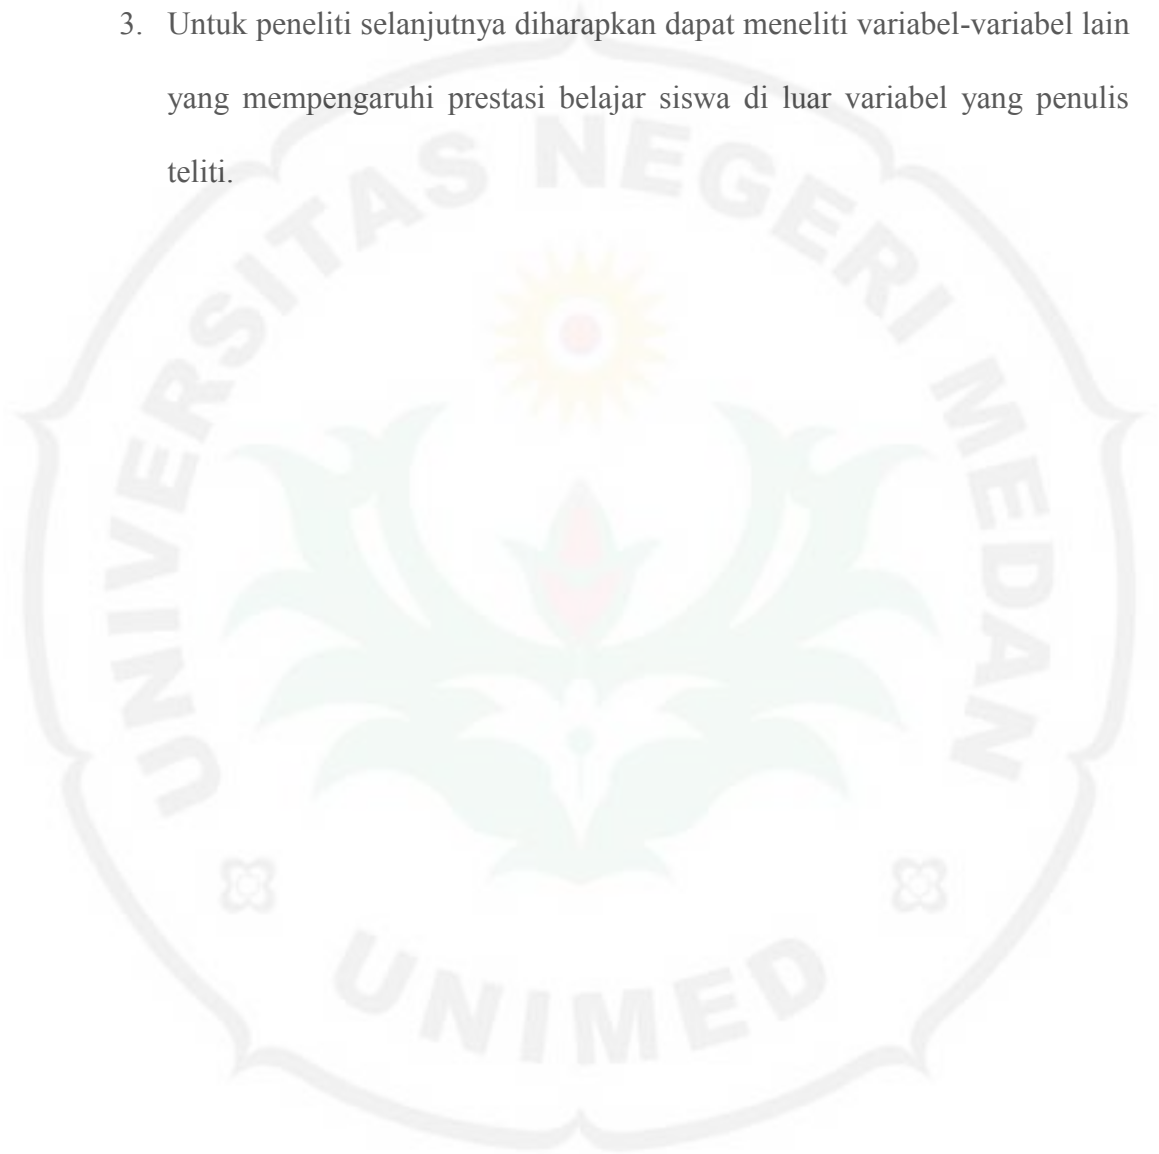 3. Untuk peneliti selanjutnya diharapkan dapat meneliti variabel-variabel lain
yang mempengaruhi prestasi belajar siswa di luar variabel yang penulis
teliti.
UNIVERSITAS NEGERI MEDAN
UNIMED